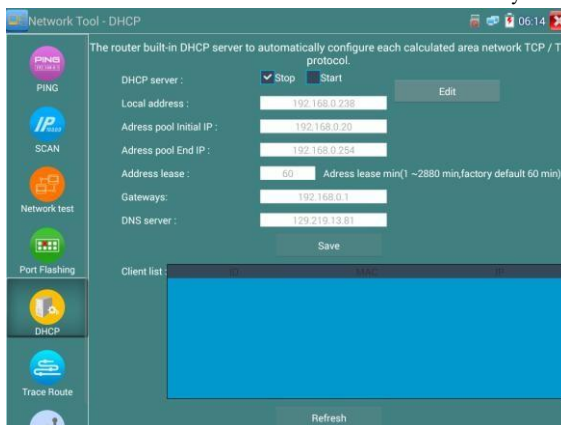 Network Tool - DHCP
06:14
The router built-in DHCP server to automatically configure each calculated area network TCP / T
protocol.
PING
PING
DHCP server :
Stop
Start
Edit
Local address :
192.168.0.238
IP
SCAN
Adress pool Initial IP :
192.168.0.20
Adress pool End IP :
192.168.0.254
Address lease :
60
Adress lease min(1 ~2880 min,factory default 60 min)
Network test
Gateways:
192.168.0.1
DNS server :
129.219.13.81
Save
Port Flashing
Client list :
ID
MAC
IP
DHCP
Trace Route
Refresh